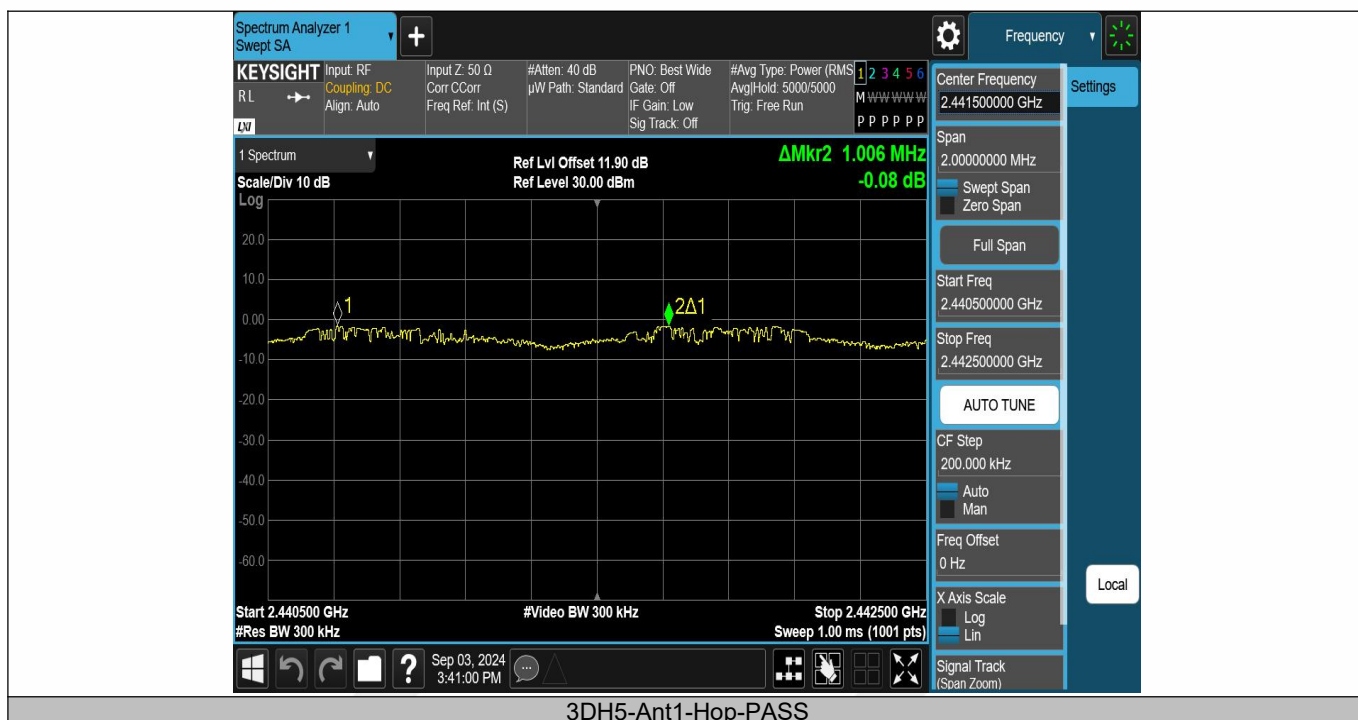 Spectrum Analyzer 1
Swept SA
Frequency
KEYSIGHT
RL
LXI
Input: RF
Coupling: DC
Align: Auto
Input Z: 50 Ω
Corr CCorr
Freq Ref: Int (S)
#Atten: 40 dB
µW Path: Standard
PNO: Best Wide
Gate: Off
IF Gain: Low
Sig Track: Off
#Avg Type: Power (RMS
Avg|Hold: 5000/5000
Trig: Free Run
1 2 3 4 5 6
M W W W W W
P P P P P P
1 Spectrum
Scale/Div 10 dB
Log
Ref Lvl Offset 11.90 dB
Ref Level 30.00 dBm
ΔMkr2 1.006 MHz
-0.08 dB
20.0
10.0
0.00
-10.0
-20.0
-30.0
-40.0
-50.0
-60.0
1
2Δ1
Start 2.440500 GHz
#Res BW 300 kHz
#Video BW 300 kHz
Stop 2.442500 GHz
Sweep 1.00 ms (1001 pts)
Center Frequency
2.441500000 GHz
Settings
Span
2.00000000 MHz
Swept Span
Zero Span
Full Span
Start Freq
2.440500000 GHz
Stop Freq
2.442500000 GHz
AUTO TUNE
CF Step
200.000 kHz
Auto
Man
Freq Offset
0 Hz
X Axis Scale
Log
Lin
Local
Signal Track
(Span Zoom)
?
Sep 03, 2024
3:41:00 PM
3DH5-Ant1-Hop-PASS